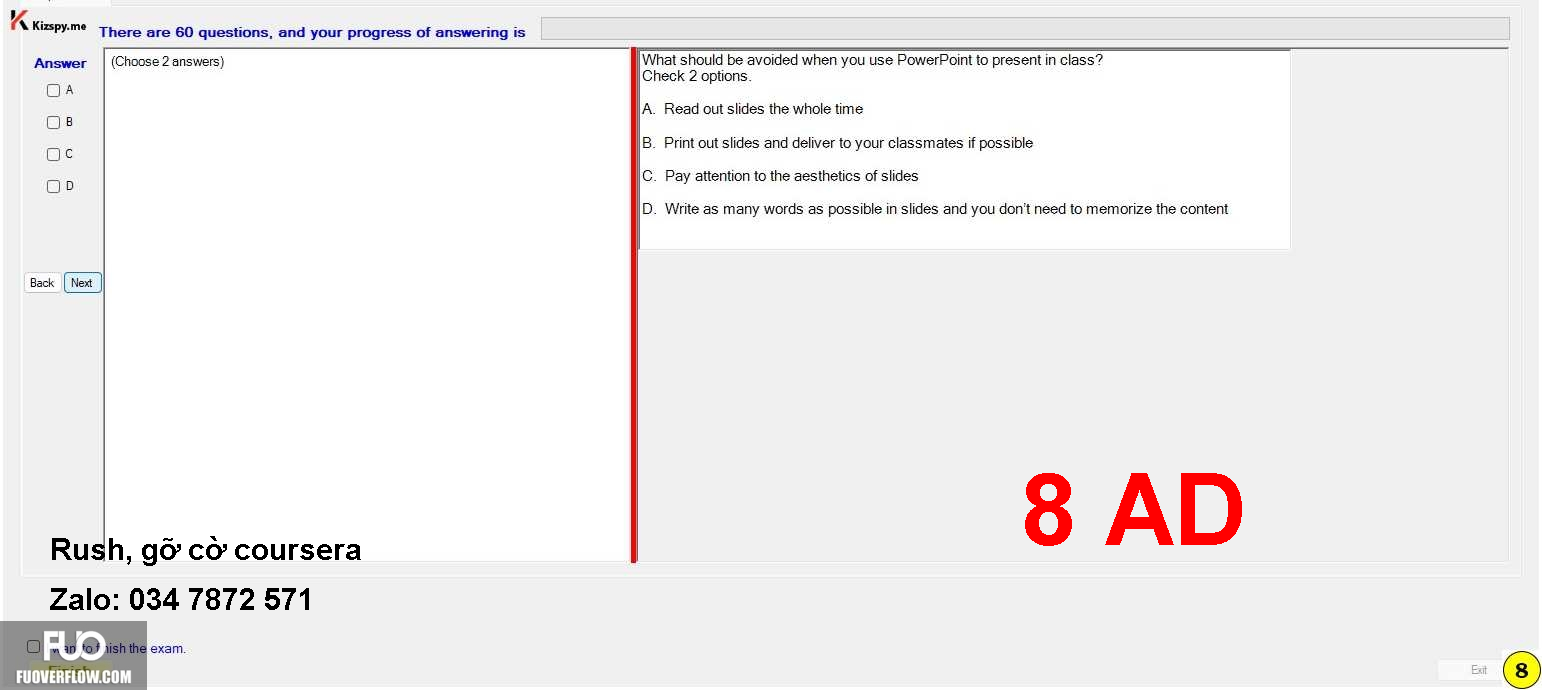 Kizspy.me
There are 60 questions, and your progress of answering is
Answer
A
B
C
D
Back Next
(Choose 2 answers)
What should be avoided when you use PowerPoint to present in class?
Check 2 options.
A. Read out slides the whole time
B. Print out slides and deliver to your classmates if possible
C. Pay attention to the aesthetics of slides
D. Write as many words as possible in slides and you don't need to memorize the content
8 AD
Rush, gỡ cờ coursera
Zalo: 034 7872 571
want to finish the exam.
Finish
FUO
FUOVERFLOW.COM
Exit
8